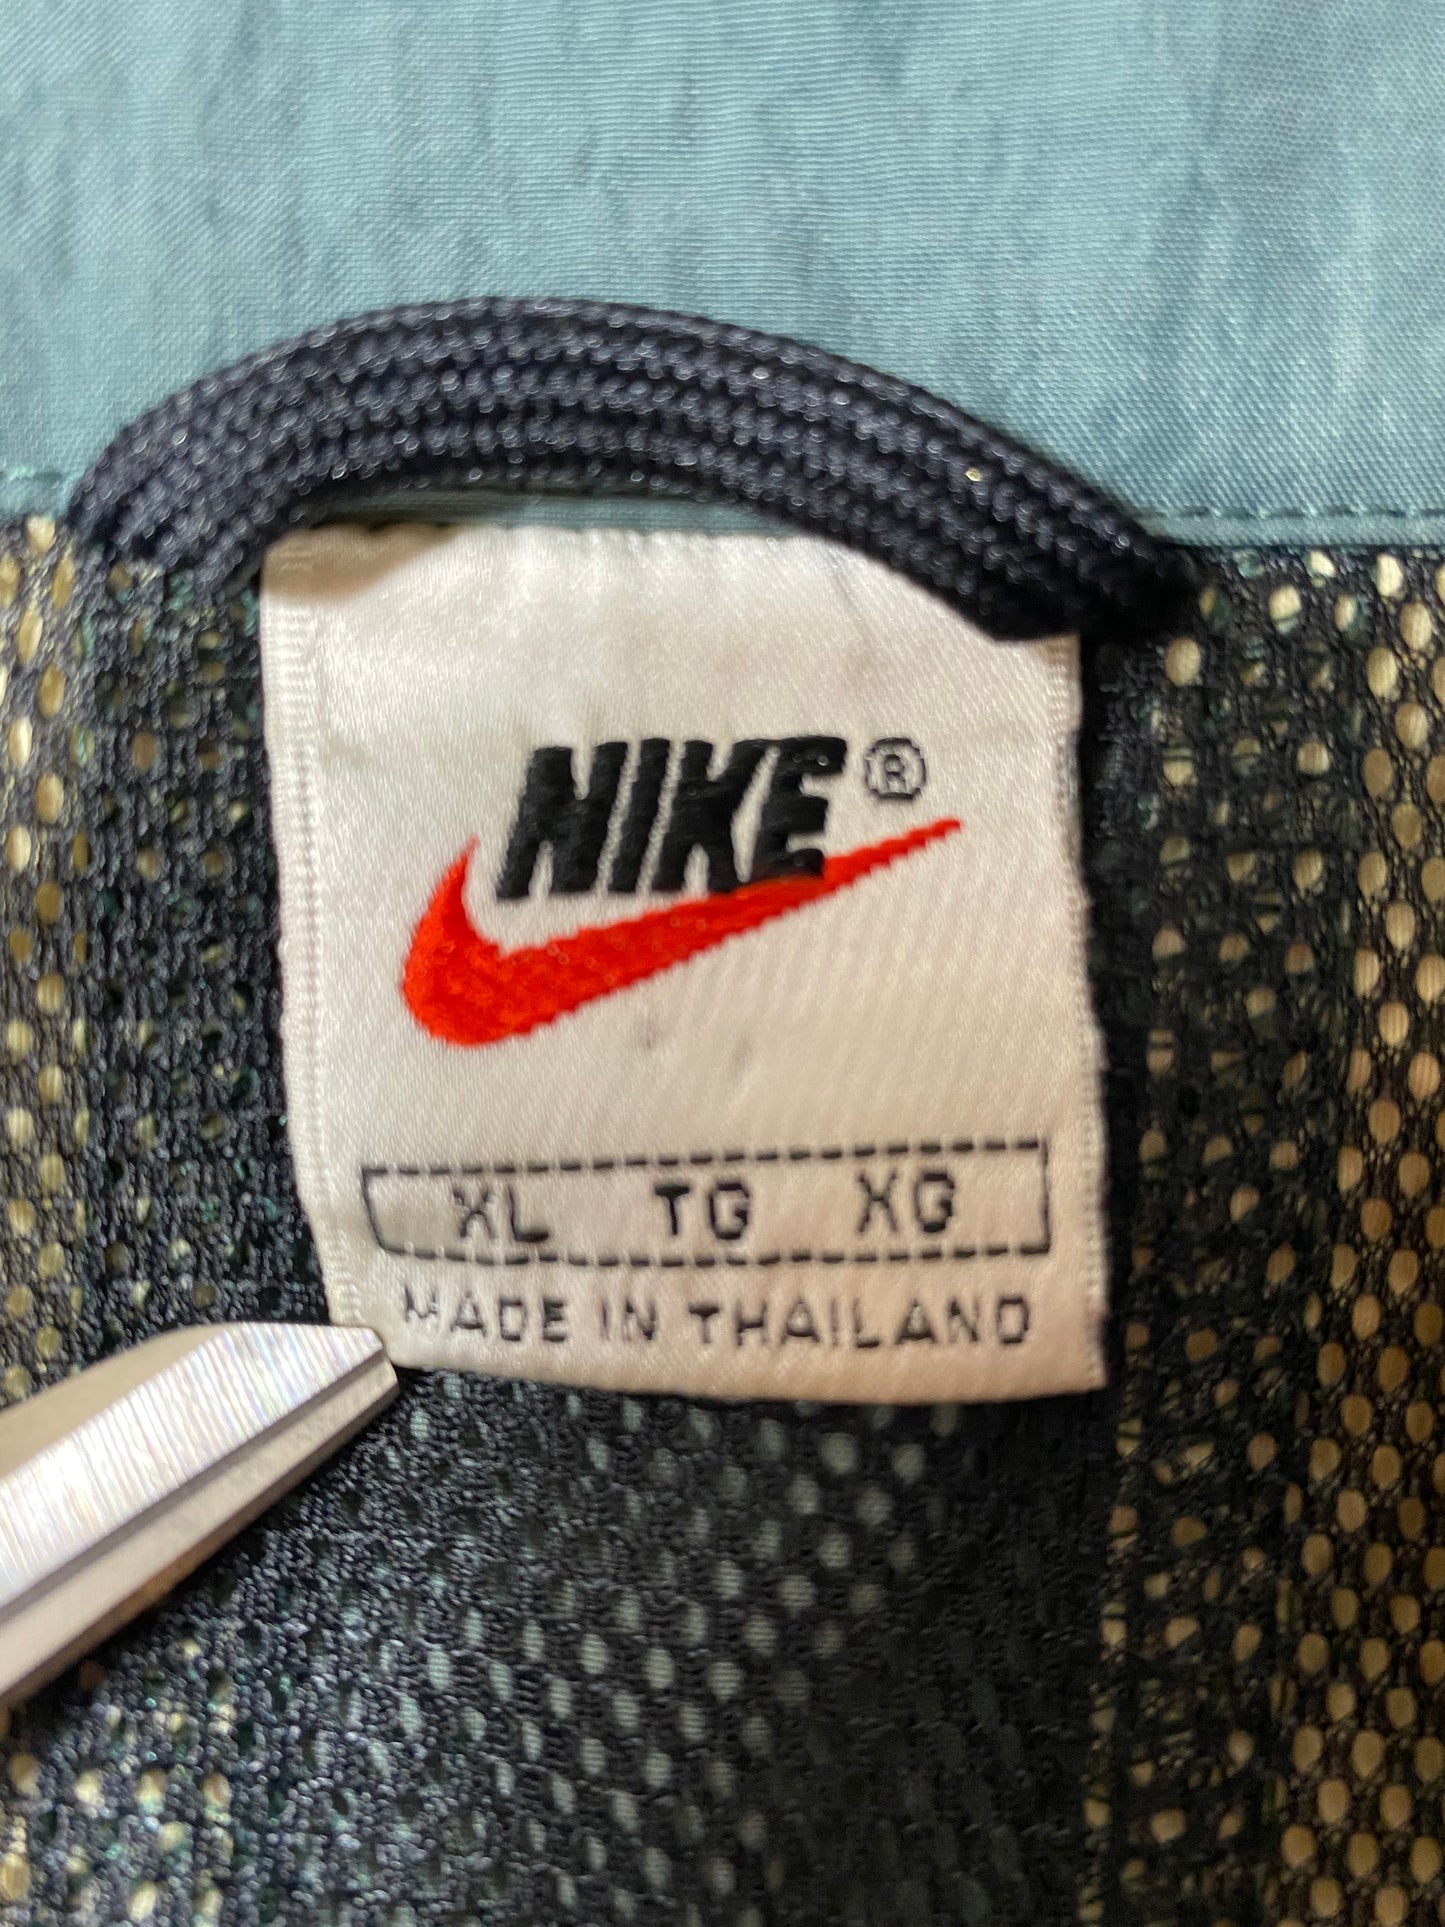 NIKE ®
XL TG XG
MADE IN THAILAND